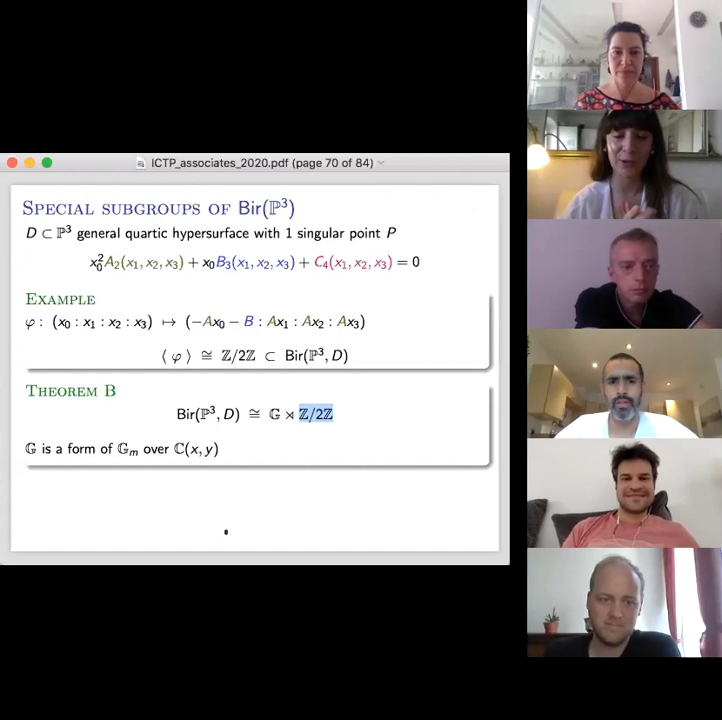 ICTP_associates_2020.pdf (page 70 of 84)
SPECIAL SUBGROUPS OF Bir(ℙ³)
D ⊂ ℙ³ general quartic hypersurface with 1 singular point P
x₀²A₂(x₁, x₂, x₃) + x₀B₃(x₁, x₂, x₃) + C₄(x₁, x₂, x₃) = 0
EXAMPLE
φ : (x₀ : x₁ : x₂ : x₃) ↦ (−Ax₀ − B : Ax₁ : Ax₂ : Ax₃)
⟨ φ ⟩ ≅ ℤ/2ℤ ⊂ Bir(ℙ³, D)
THEOREM B
Bir(ℙ³, D) ≅ 𝔾 ⋊ ℤ/2ℤ
𝔾 is a form of 𝔾ₘ over ℂ(x, y)